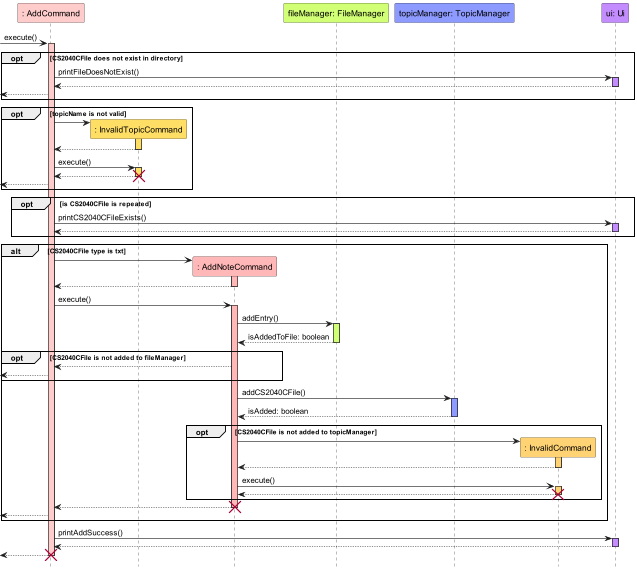 : AddCommand
fileManager: FileManager
topicManager: TopicManager
ui: Ui
execute()
opt
[CS2040CFile does not exist in directory]
printFileDoesNotExist()
opt
[topicName is not valid]
: InvalidTopicCommand
execute()
opt
[is CS2040CFile is repeated]
printCS2040CFileExists()
alt
[CS2040CFile type is txt]
: AddNoteCommand
execute()
addEntry()
isAddedToFile: boolean
opt
[CS2040CFile is not added to fileManager]
addCS2040CFile()
isAdded: boolean
opt
[CS2040CFile is not added to topicManager]
: InvalidCommand
execute()
printAddSuccess()